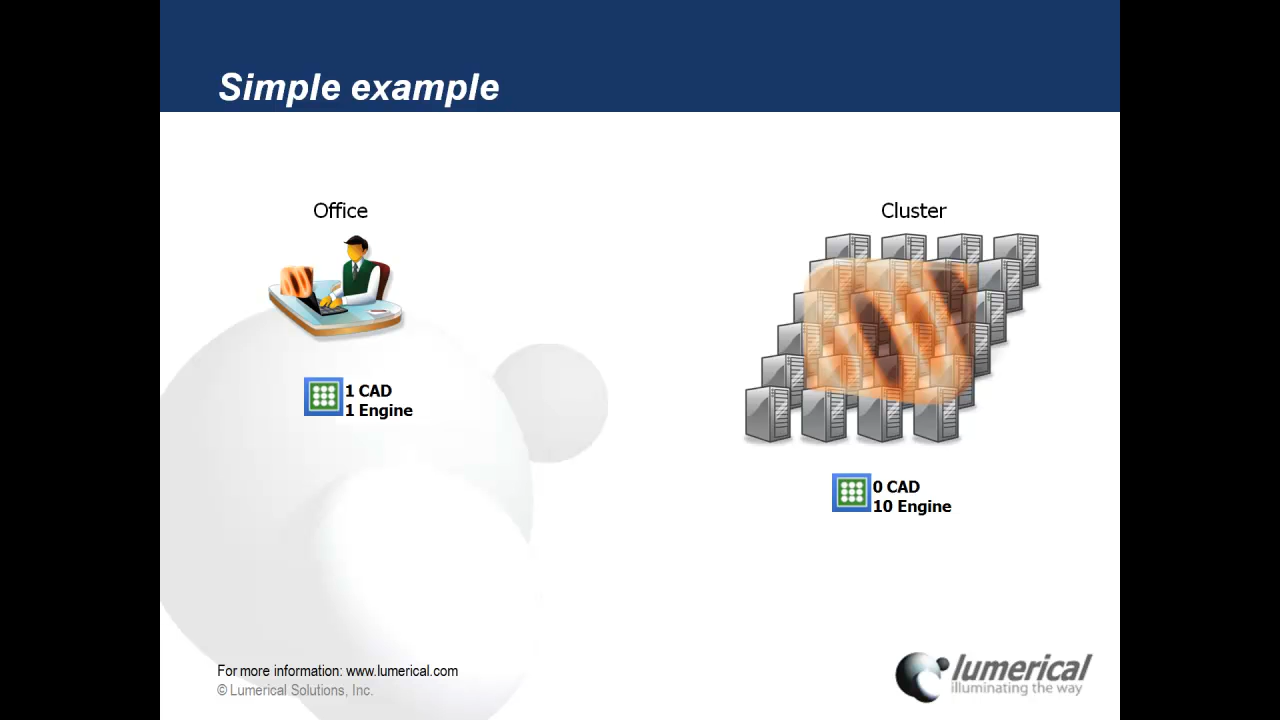 Simple example
Office
1 CAD
1 Engine
Cluster
0 CAD
10 Engine
For more information: www.lumerical.com
© Lumerical Solutions, Inc.
lumerical
illuminating the way